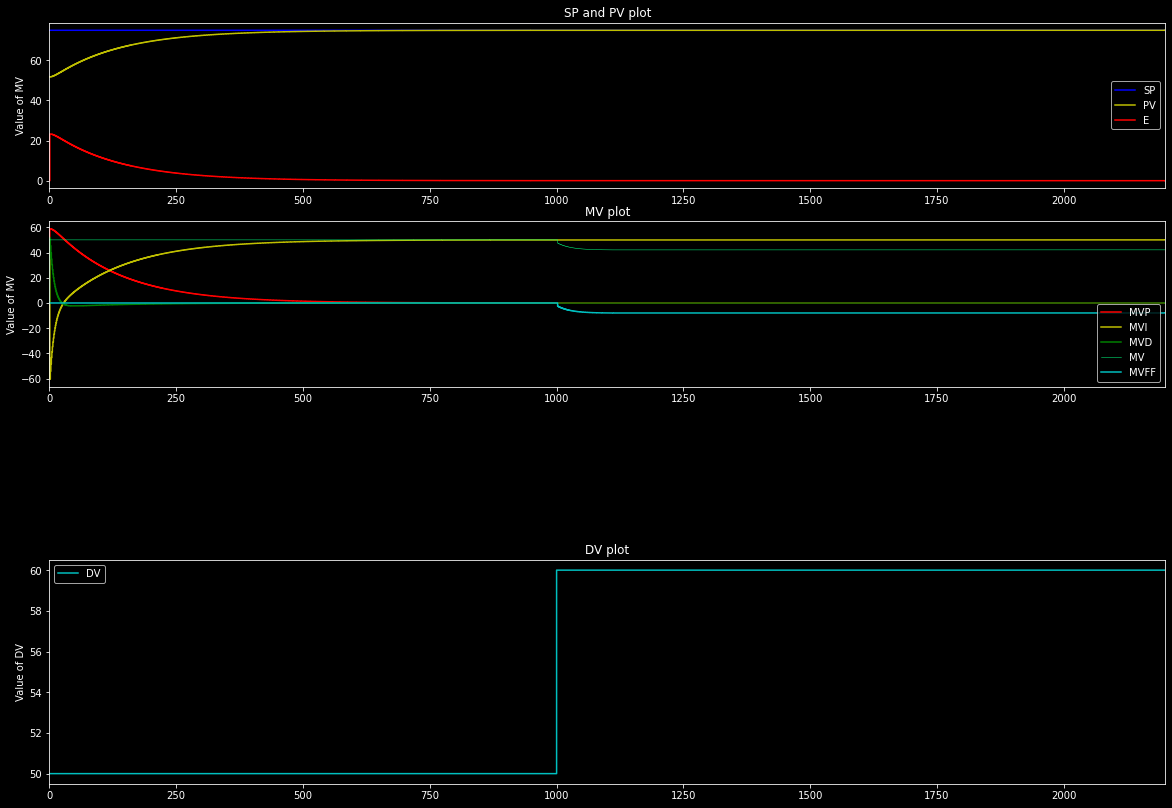 SP and PV plot
Value of MV
60
40
20
0
SP
PV
E
0 250 500 750 1000 1250 1500 1750 2000
MV plot
Value of MV
60
40
20
0
−20
−40
−60
MVP
MVI
MVD
MV
MVFF
0 250 500 750 1000 1250 1500 1750 2000
DV plot
DV
Value of DV
60
58
56
54
52
50
0 250 500 750 1000 1250 1500 1750 2000